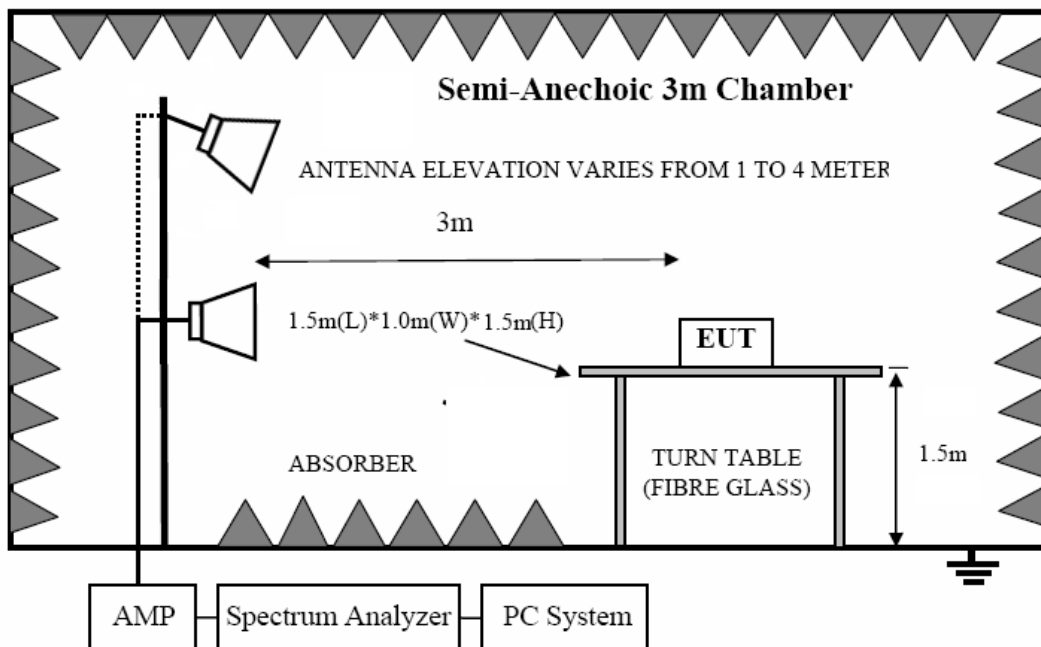 Semi-Anechoic 3m Chamber
ANTENNA ELEVATION VARIES FROM 1 TO 4 METER
3m
1.5m(L)*1.0m(W)*1.5m(H)
EUT
1.5m
ABSORBER
TURN TABLE
(FIBRE GLASS)
AMP
Spectrum Analyzer
PC System